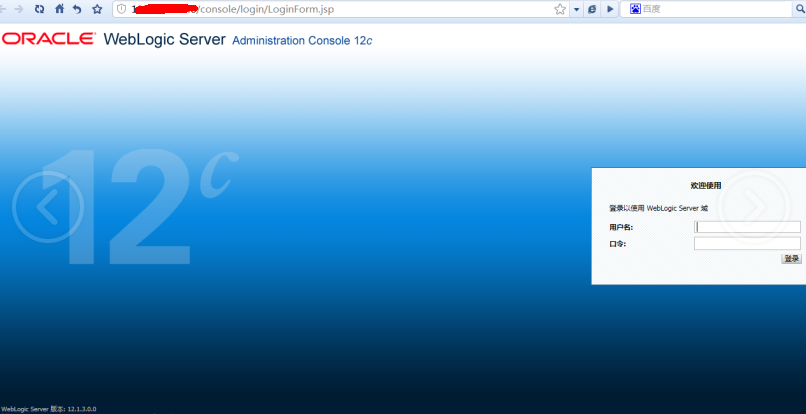 1
/console/login/LoginForm.jsp
百度
ORACLE WebLogic Server Administration Console 12c
12c
欢迎使用
登录以使用 WebLogic Server 域
用户名:
口令:
登录
WebLogic Server 版本: 12.1.3.0.0